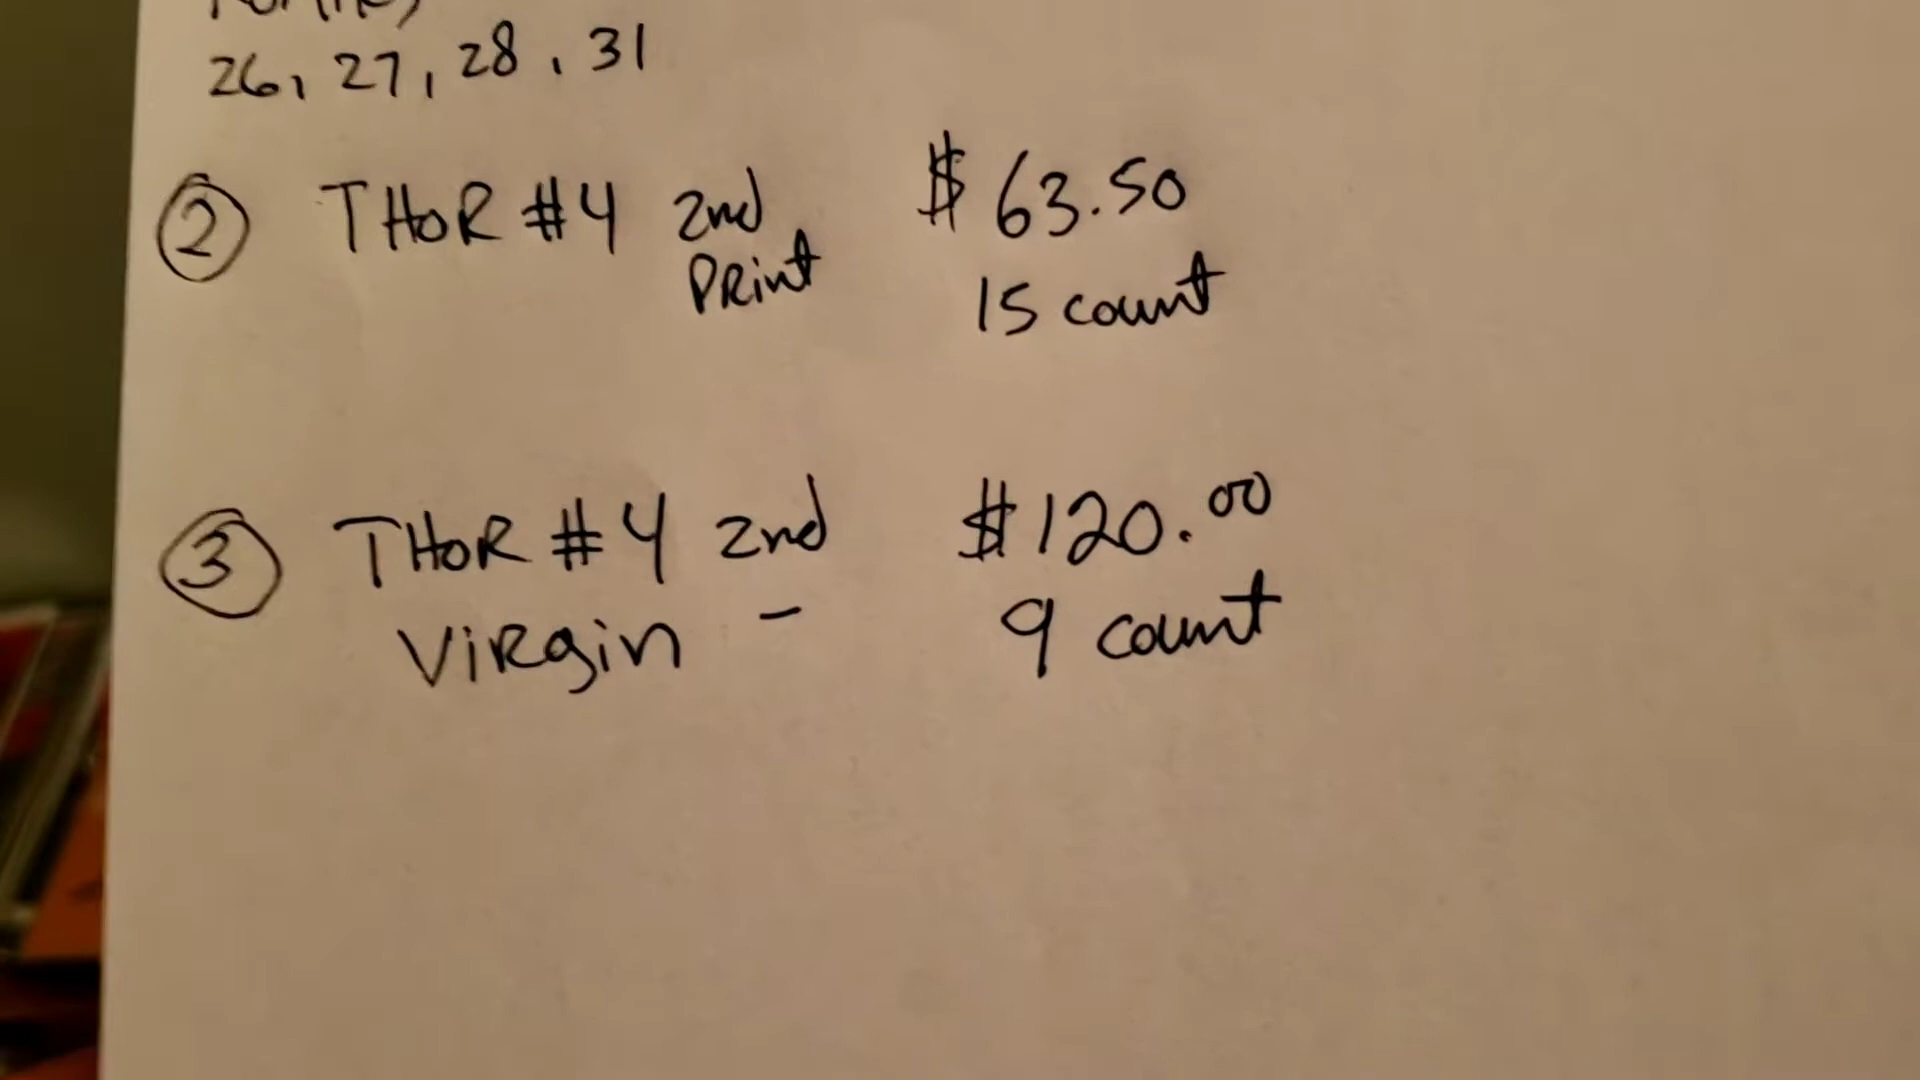 26, 27, 28, 31
② THOR #4 2nd Print $63.50
15 count
③ THOR #4 2nd $120.00
Virgin - 9 count